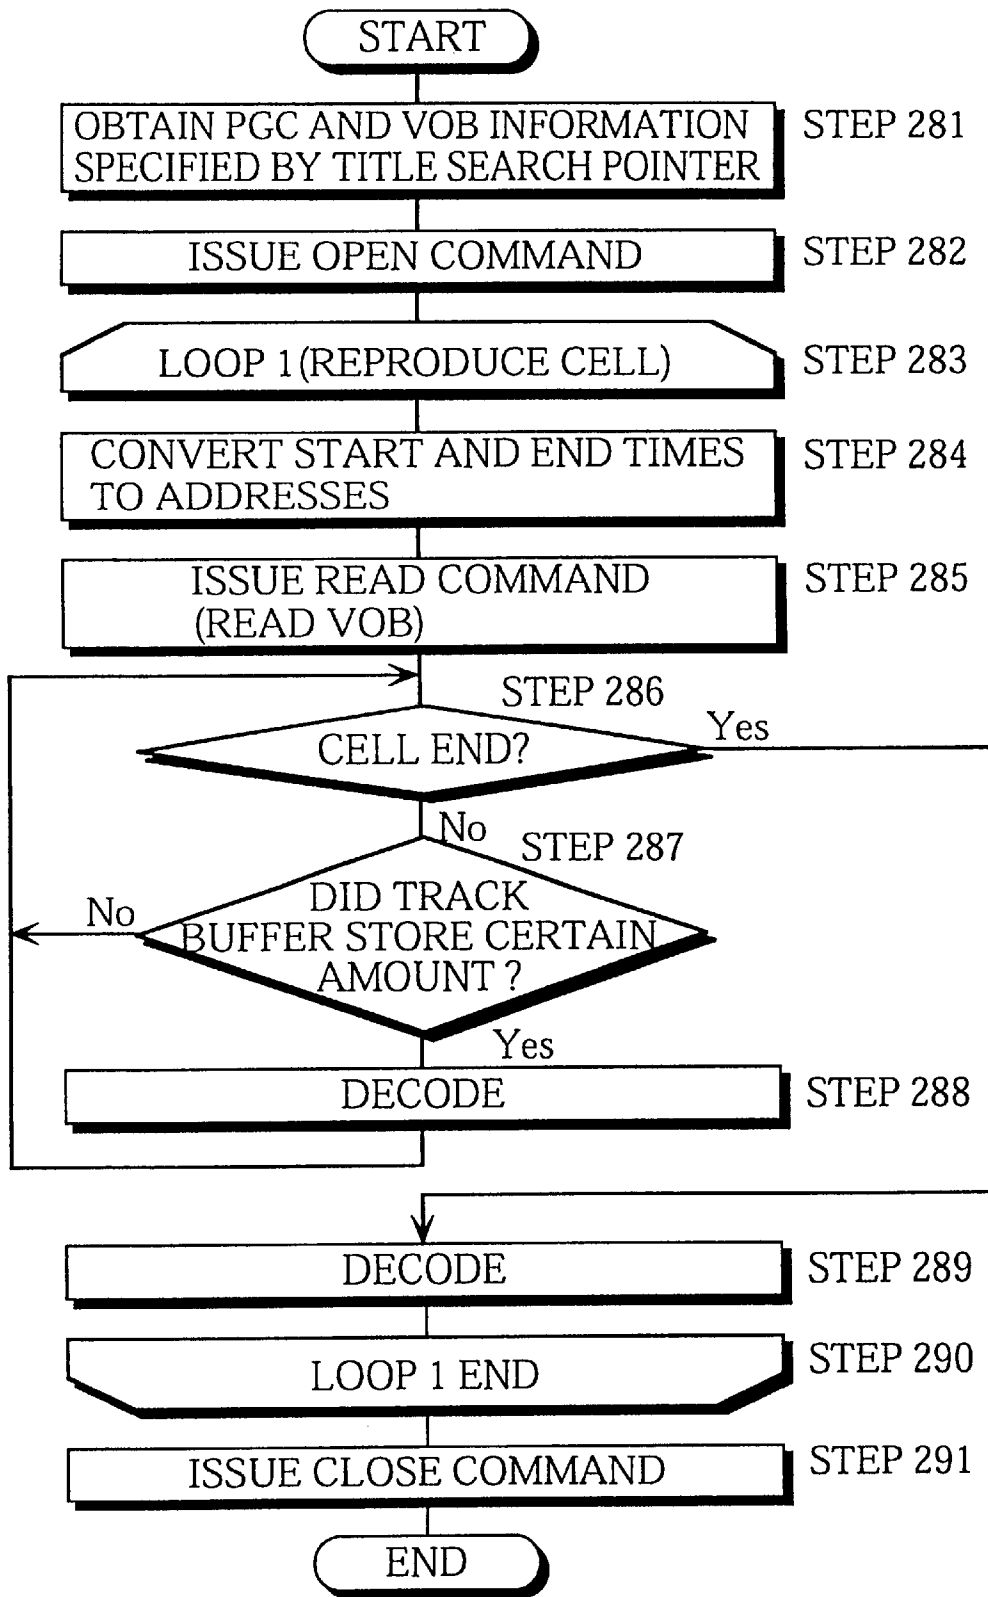 START
OBTAIN PGC AND VOB INFORMATION
SPECIFIED BY TITLE SEARCH POINTER
STEP 281
ISSUE OPEN COMMAND
STEP 282
LOOP 1 (REPRODUCE CELL)
STEP 283
CONVERT START AND END TIMES
TO ADDRESSES
STEP 284
ISSUE READ COMMAND
(READ VOB)
STEP 285
STEP 286
CELL END?
Yes
No
STEP 287
DID TRACK
BUFFER STORE CERTAIN
AMOUNT ?
No
Yes
DECODE
STEP 288
DECODE
STEP 289
LOOP 1 END
STEP 290
ISSUE CLOSE COMMAND
STEP 291
END